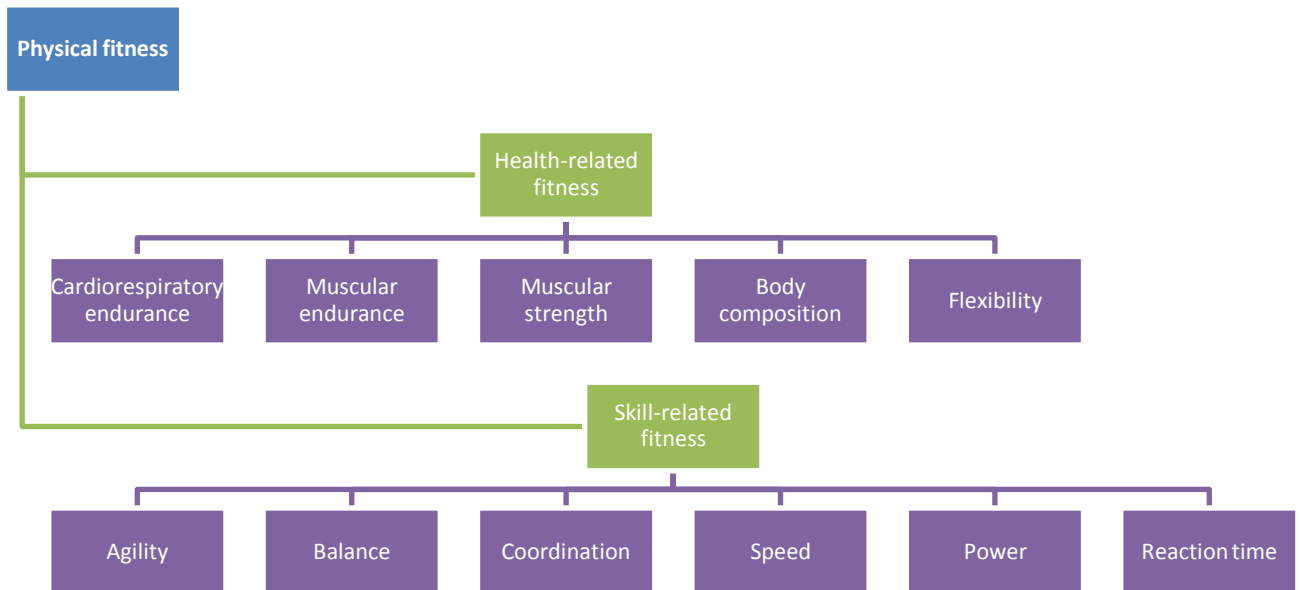 Physical fitness
Health-related
fitness
Cardiorespiratory
endurance
Muscular
endurance
Muscular
strength
Body
composition
Flexibility
Skill-related
fitness
Agility
Balance
Coordination
Speed
Power
Reaction time